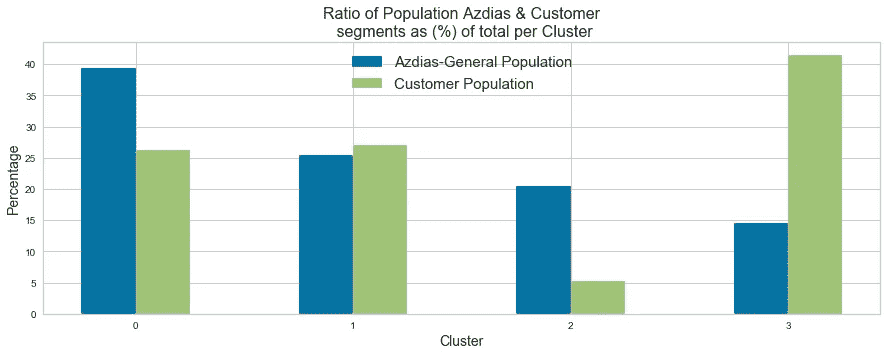 Ratio of Population Azdias & Customer
segments as (%) of total per Cluster
Azdias-General Population
Customer Population
Percentage
40
35
30
25
20
15
10
5
0
0 1 2 3
Cluster